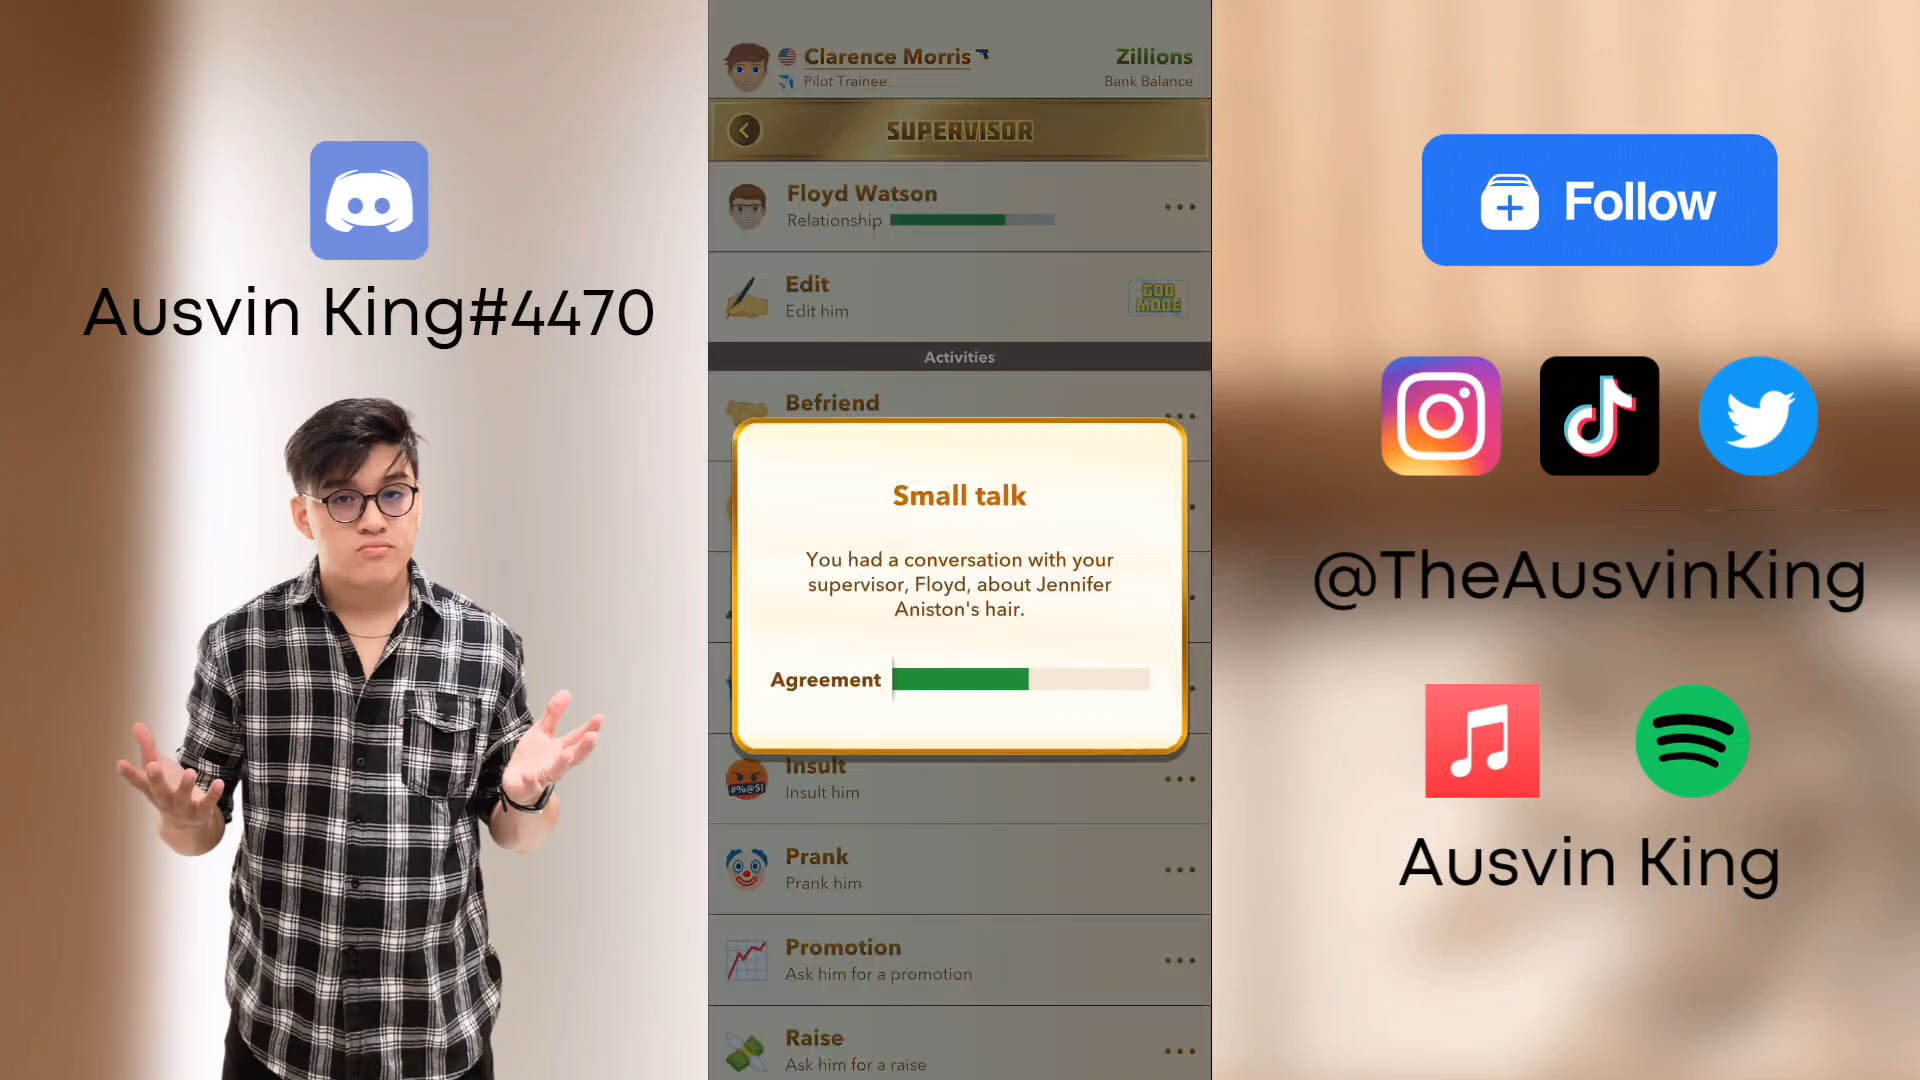 Ausvin King#4470
Clarence Morris
Pilot Trainee
Zillions
Bank Balance
SUPERVISOR
Floyd Watson
Relationship
Edit
Edit him
GOD
MODE
Activities
Befriend
Small talk
You had a conversation with your
supervisor, Floyd, about Jennifer
Aniston's hair.
Agreement
#%@$!
Insult
Insult him
Prank
Prank him
Promotion
Ask him for a promotion
Raise
Ask him for a raise
Follow
@TheAusvinKing
Ausvin King